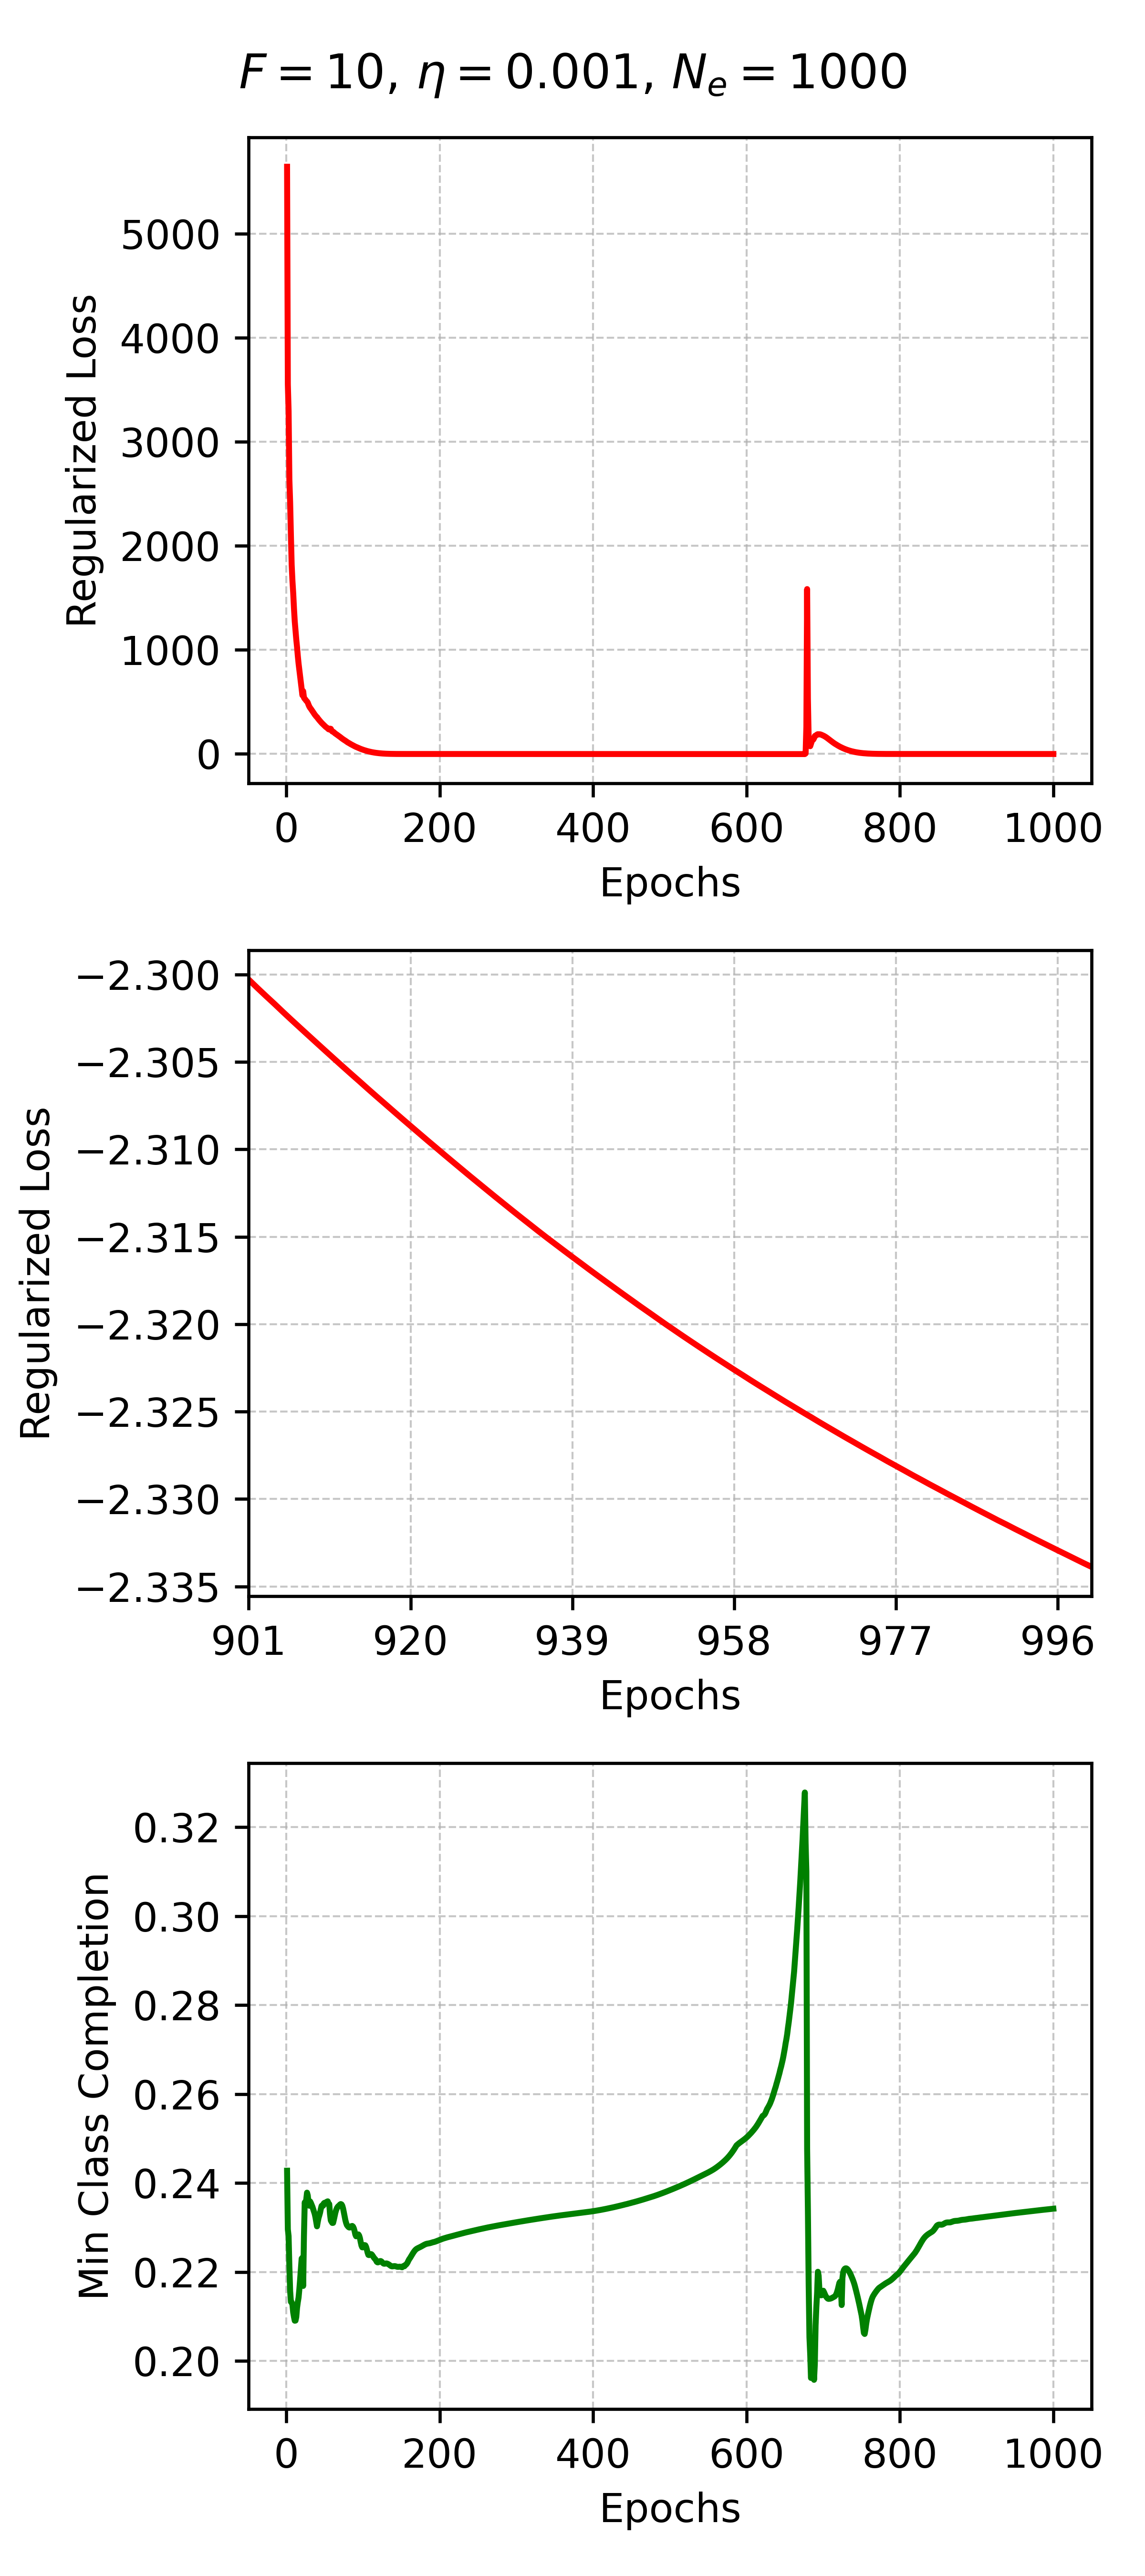 F = 10, η = 0.001, Nₑ = 1000
Regularized Loss
5000
4000
3000
2000
1000
0
0 200 400 600 800 1000
Epochs
Regularized Loss
−2.300
−2.305
−2.310
−2.315
−2.320
−2.325
−2.330
−2.335
901 920 939 958 977 996
Epochs
Min Class Completion
0.32
0.30
0.28
0.26
0.24
0.22
0.20
0 200 400 600 800 1000
Epochs